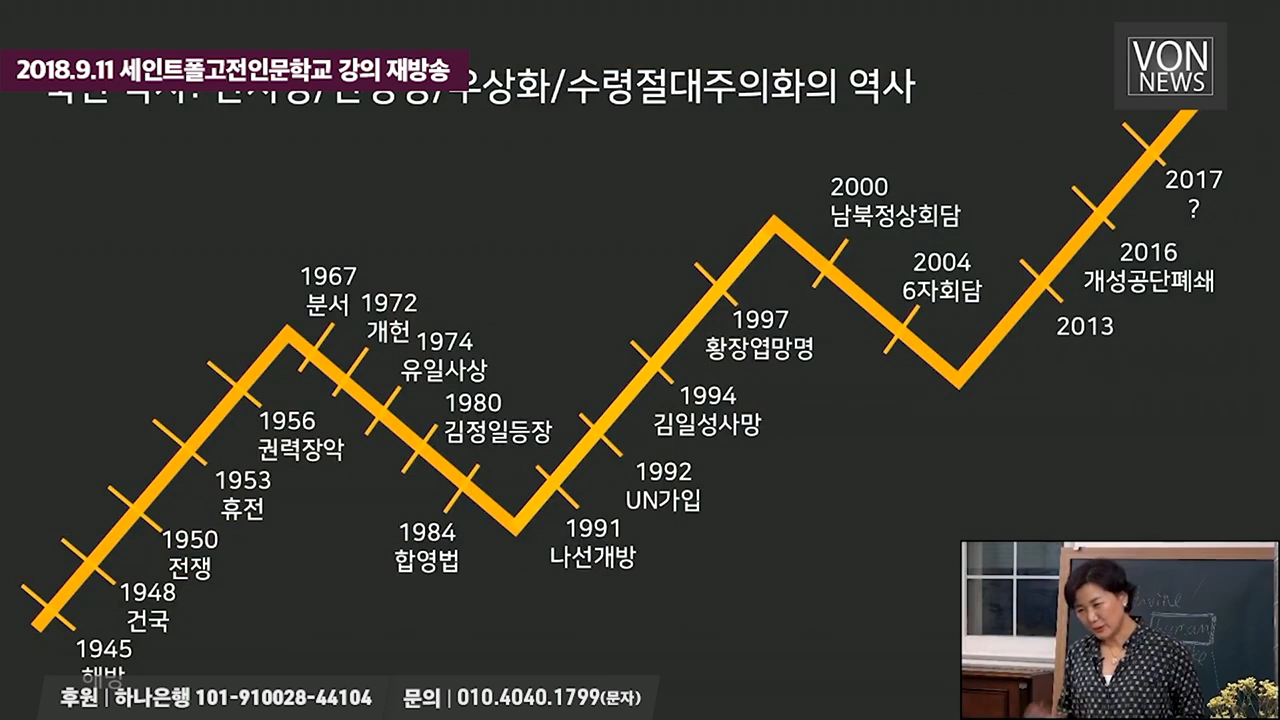 2018.9.11 세인트폴고전인문학교 강의 재방송
우상화/수령절대주의화의 역사
VON
NEWS
2017
?
2000
남북정상회담
2016
개성공단폐쇄
2004
6자회담
1967
분서
1972
개헌
2013
1997
황장엽망명
1974
유일사상
1994
김일성사망
1980
김정일등장
1956
권력장악
1992
UN가입
1953
휴전
1984
합영법
1991
나선개방
1950
전쟁
1948
건국
1945
해방
후원 | 하나은행 101-910028-44104 문의 | 010.4040.1799(문자)